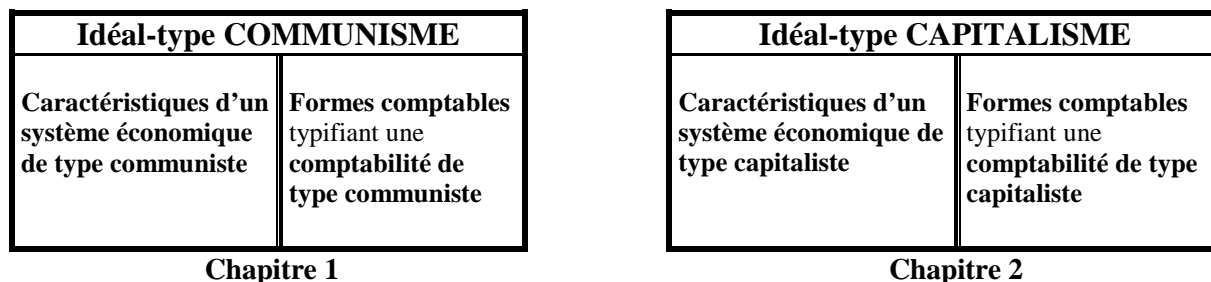 Idéal-type COMMUNISME
Caractéristiques d'un
système économique
de type communiste
Formes comptables
typifiant une
comptabilité de
type communiste
Chapitre 1
Idéal-type CAPITALISME
Caractéristiques d'un
système économique de
type capitaliste
Formes comptables
typifiant une
comptabilité de type
capitaliste
Chapitre 2